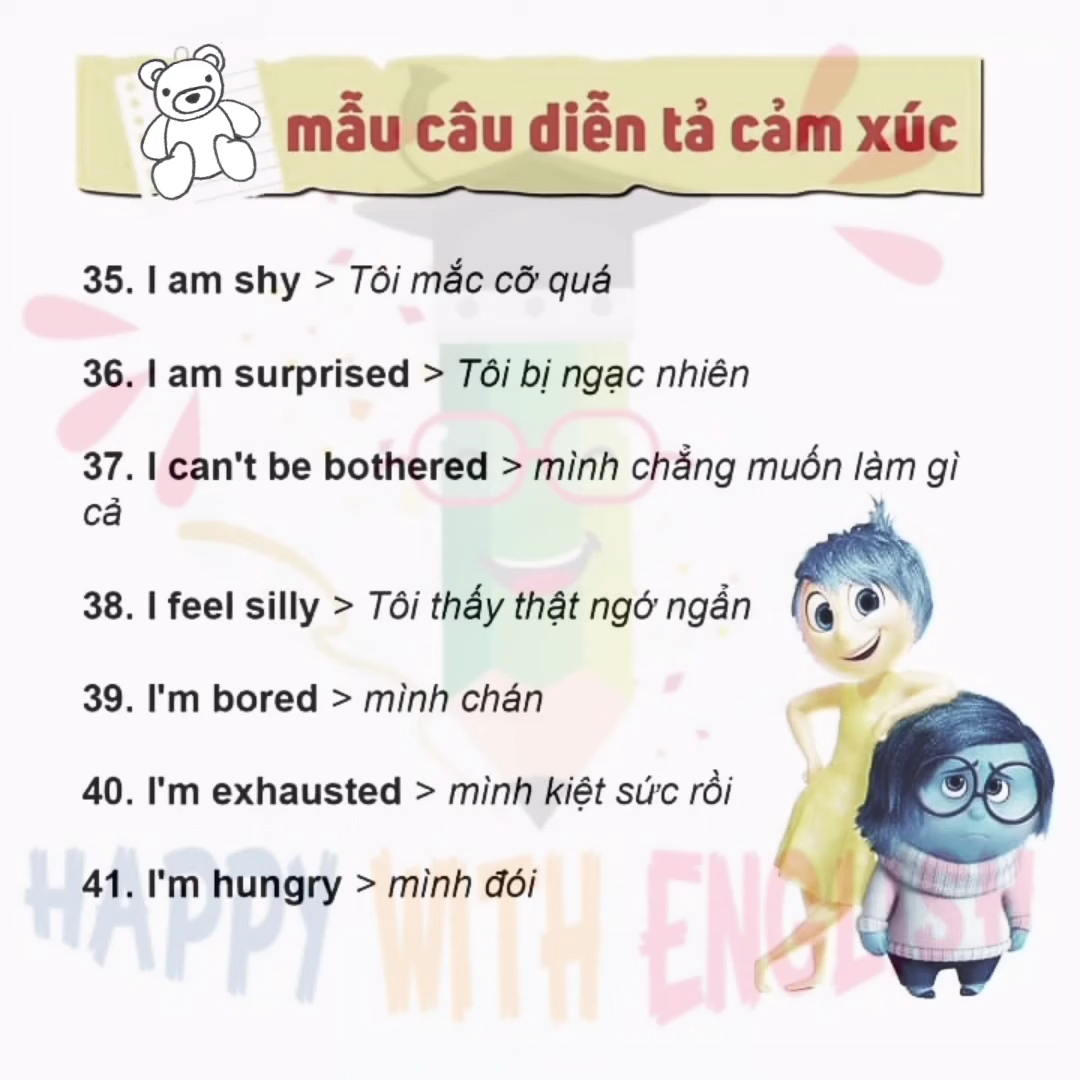 mẫu câu diễn tả cảm xúc
35. I am shy > Tôi mắc cỡ quá
36. I am surprised > Tôi bị ngạc nhiên
37. I can't be bothered > mình chẳng muốn làm gì
cả
38. I feel silly > Tôi thấy thật ngớ ngẩn
39. I'm bored > mình chán
40. I'm exhausted > mình kiệt sức rồi
41. I'm hungry > mình đói
HAPPY WITH ENGLISH